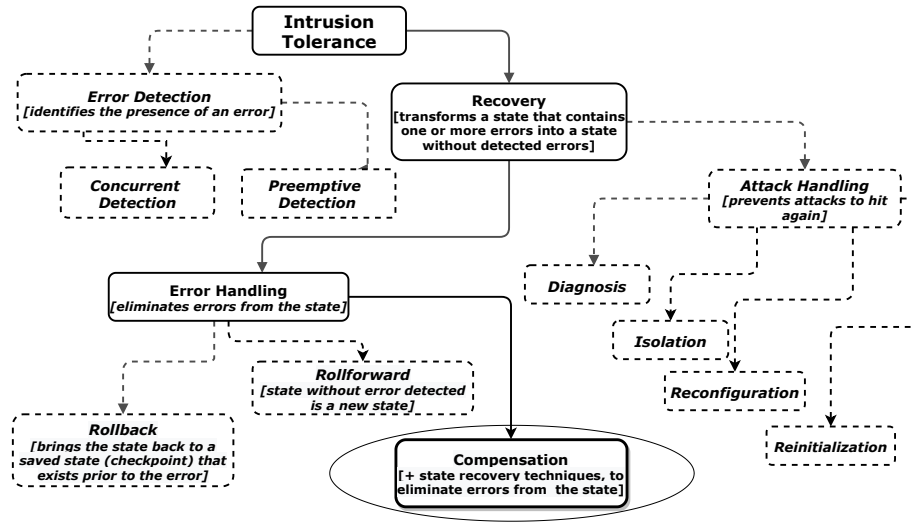 Intrusion
Tolerance
Error Detection
[identifies the presence of an error]
Recovery
[transforms a state that contains
one or more errors into a state
without detected errors]
Concurrent
Detection
Preemptive
Detection
Attack Handling
[prevents attacks to hit
again]
Error Handling
[eliminates errors from the state]
Diagnosis
Isolation
Rollforward
[state without error detected
is a new state]
Reconfiguration
Rollback
[brings the state back to a
saved state (checkpoint) that
exists prior to the error]
Reinitialization
Compensation
[+ state recovery techniques, to
eliminate errors from the state]